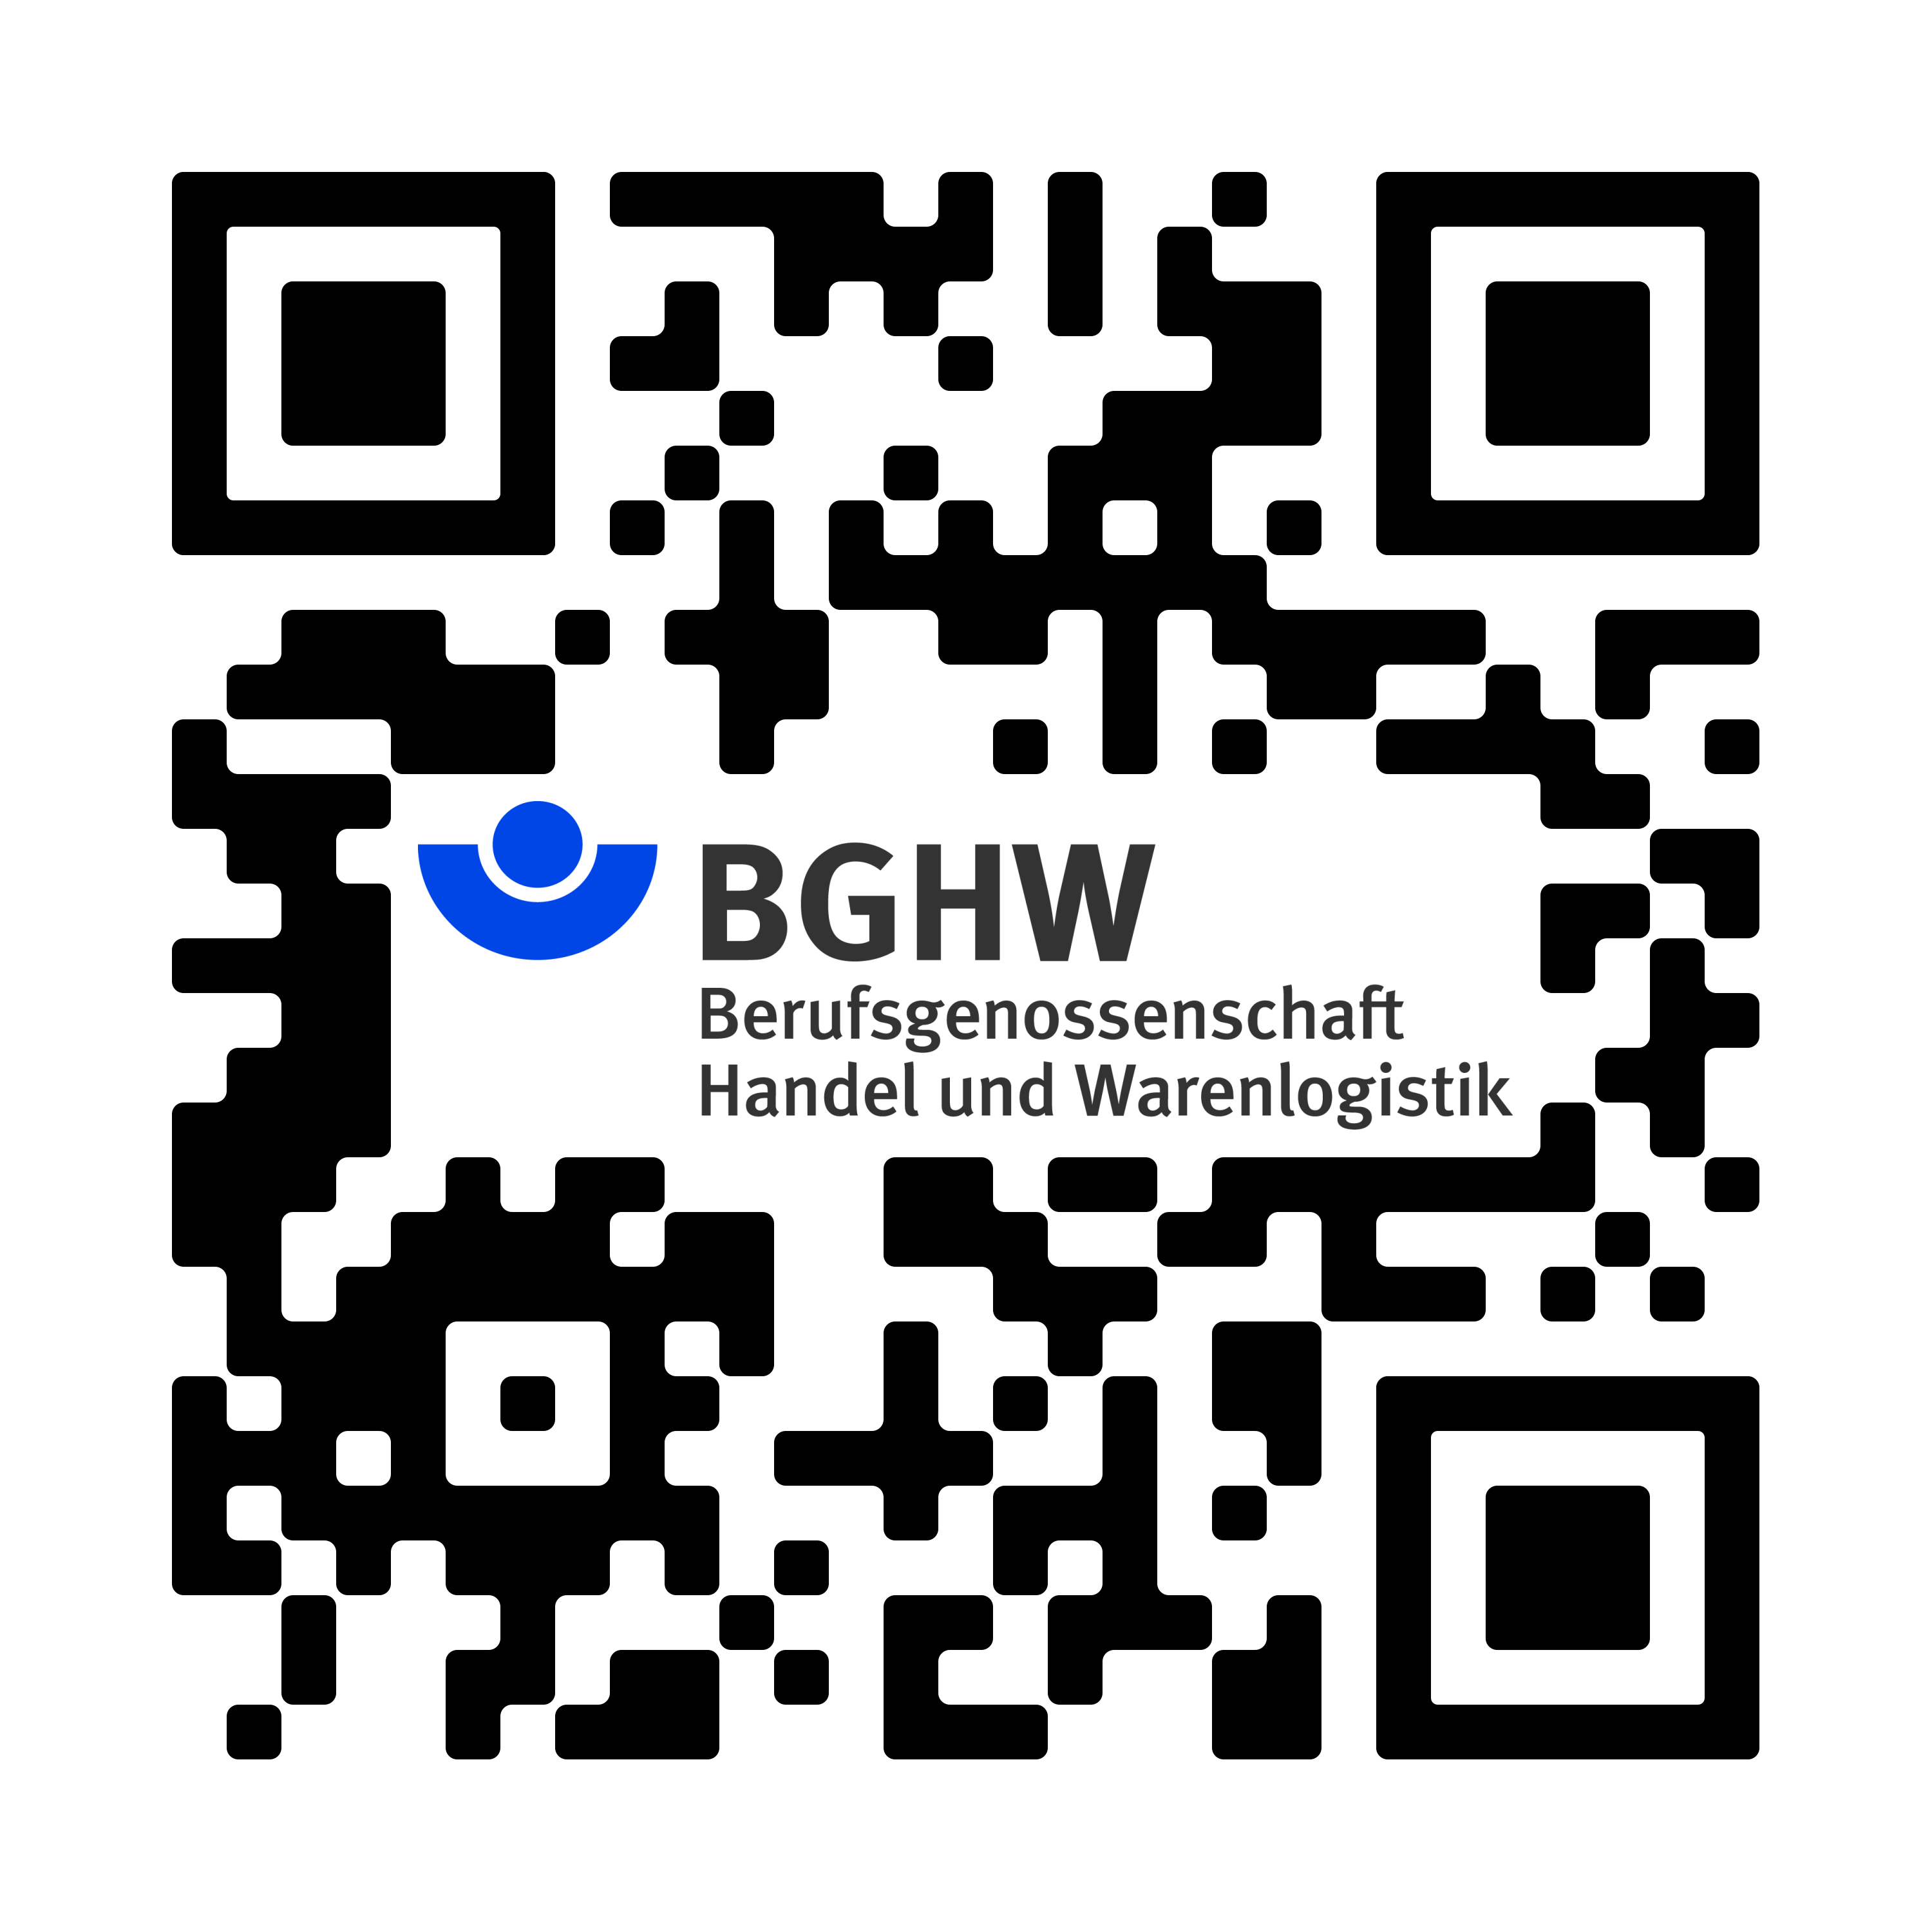 BGHW
Berufsgenossenschaft
Handel und Warenlogistik